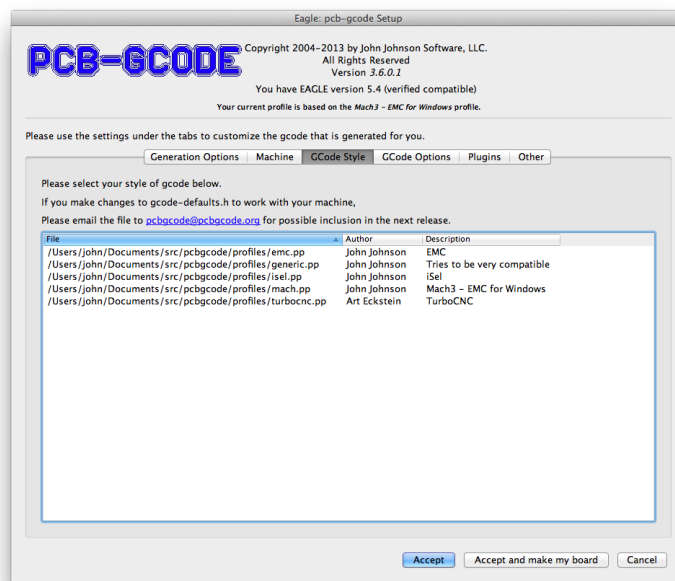 Eagle: pcb-gcode Setup
PCB-GCODE
Copyright 2004-2013 by John Johnson Software, LLC.
All Rights Reserved
Version 3.6.0.1
You have EAGLE version 5.4 (verified compatible)
Your current profile is based on the Mach3 - EMC for Windows profile.
Please use the settings under the tabs to customize the gcode that is generated for you.
Generation Options Machine GCode Style GCode Options Plugins Other
Please select your style of gcode below.
If you make changes to gcode-defaults.h to work with your machine,
Please email the file to pcbgcode@pcbgcode.org for possible inclusion in the next release.
File Author Description
/Users/john/Documents/src/pcbgcode/profiles/emc.pp John Johnson EMC
/Users/john/Documents/src/pcbgcode/profiles/generic.pp John Johnson Tries to be very compatible
/Users/john/Documents/src/pcbgcode/profiles/isel.pp John Johnson iSel
/Users/john/Documents/src/pcbgcode/profiles/mach.pp John Johnson Mach3 - EMC for Windows
/Users/john/Documents/src/pcbgcode/profiles/turbocnc.pp Art Eckstein TurboCNC
Accept Accept and make my board Cancel